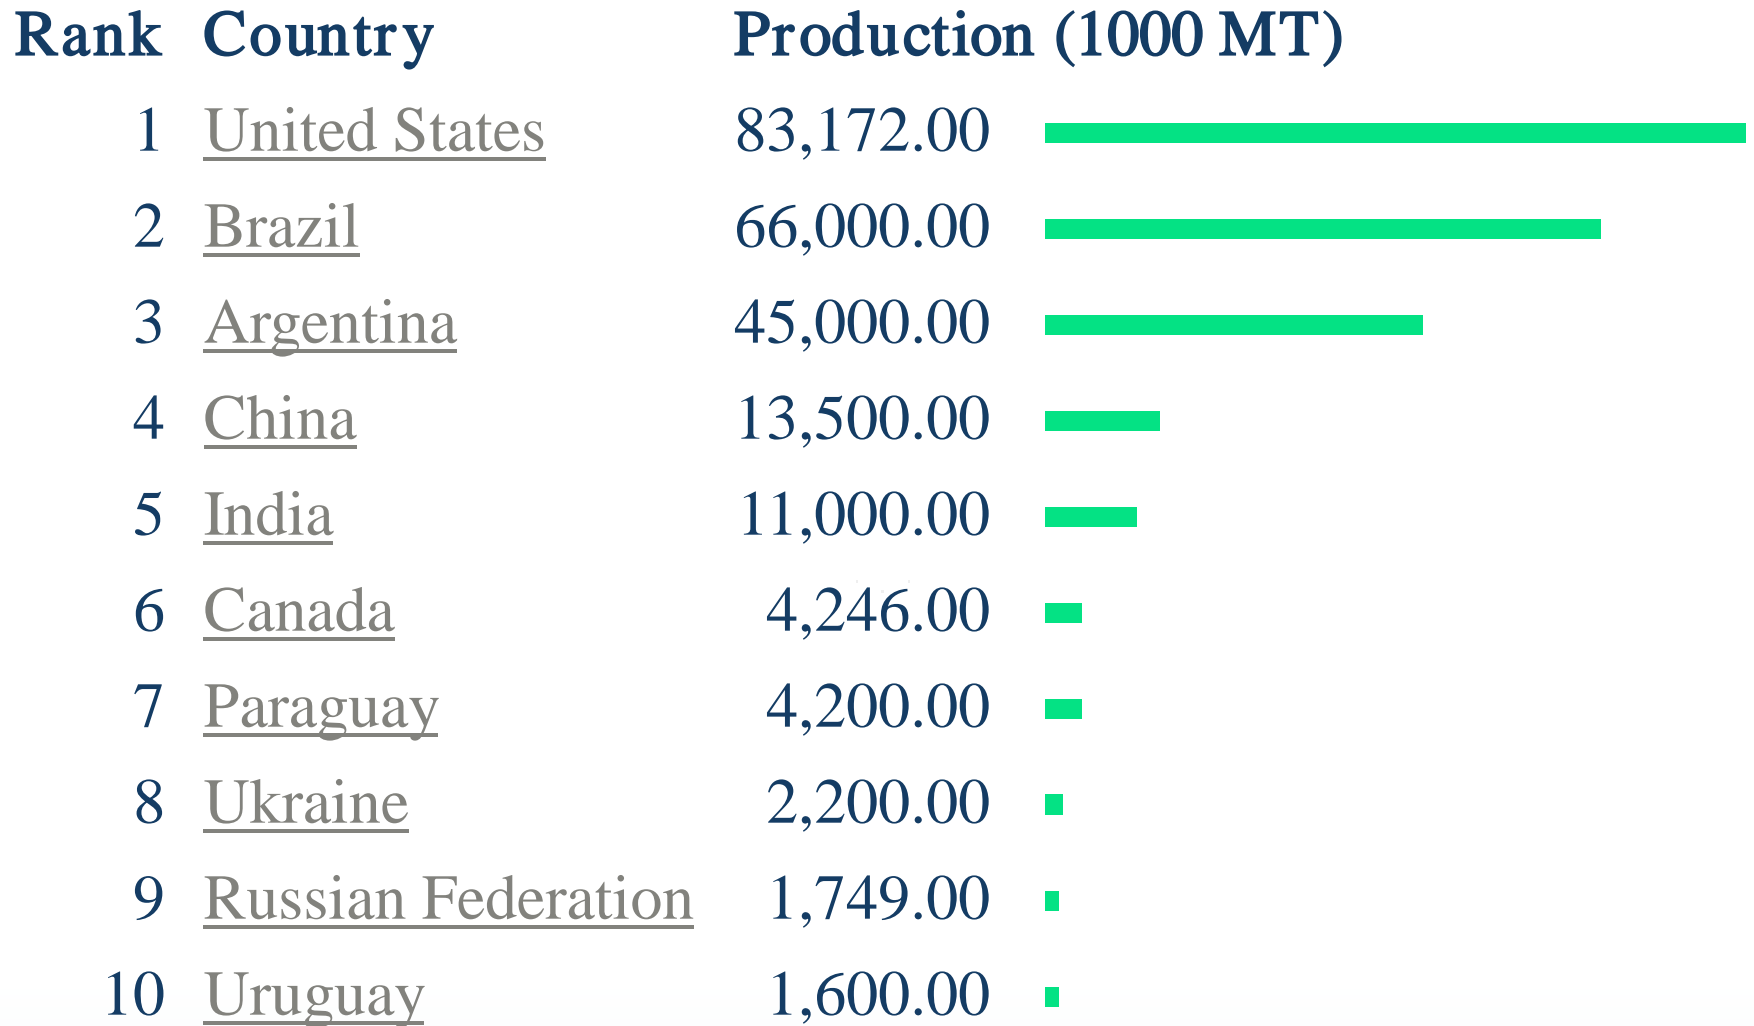 Rank Country Production (1000 MT)
1 United States 83,172.00
2 Brazil 66,000.00
3 Argentina 45,000.00
4 China 13,500.00
5 India 11,000.00
6 Canada 4,246.00
7 Paraguay 4,200.00
8 Ukraine 2,200.00
9 Russian Federation 1,749.00
10 Uruguay 1,600.00